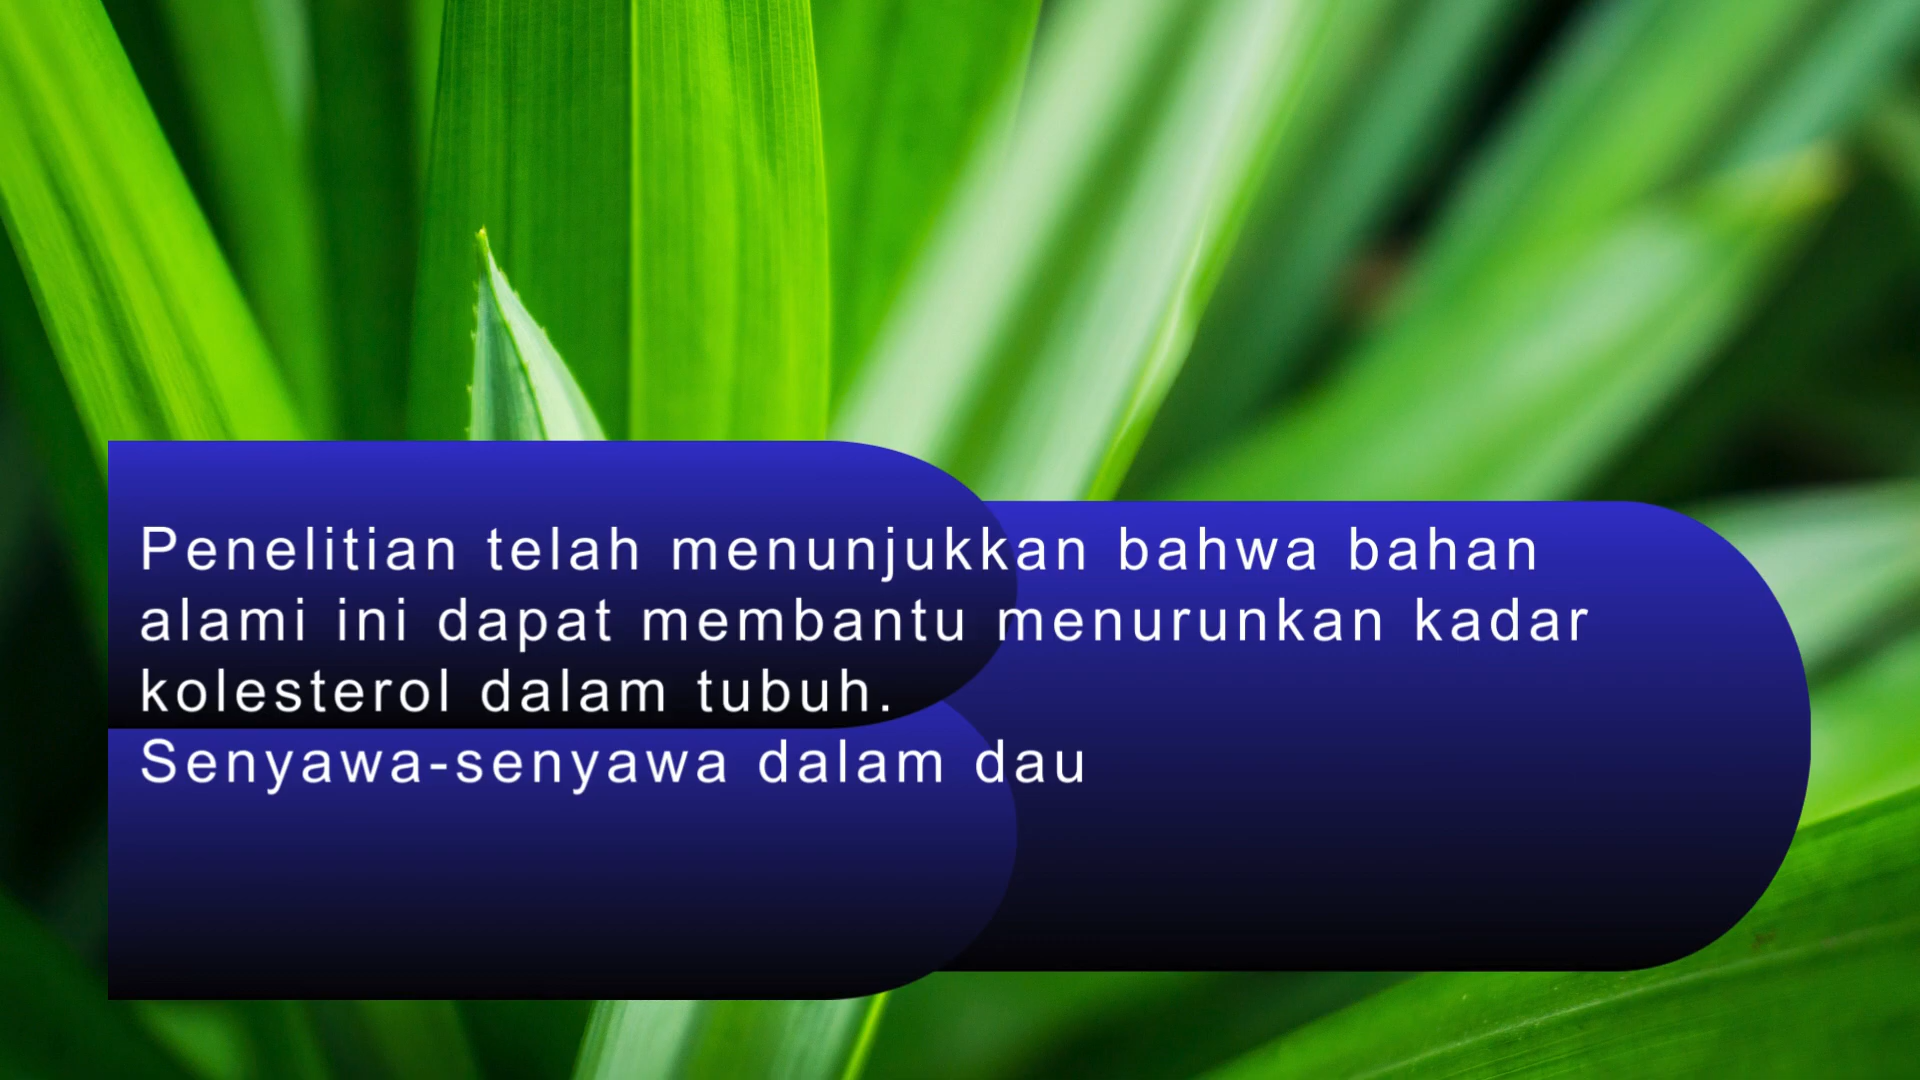 Penelitian telah menunjukkan bahwa bahan
alami ini dapat membantu menurunkan kadar
kolesterol dalam tubuh.
Senyawa-senyawa dalam dau